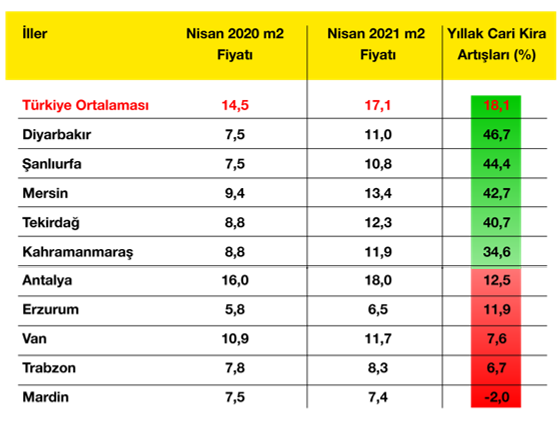 İller Nisan 2020 m2 Fiyatı Nisan 2021 m2 Fiyatı Yıllak Cari Kira Artışları (%)
Türkiye Ortalaması 14,5 17,1 18,1
Diyarbakır 7,5 11,0 46,7
Şanlıurfa 7,5 10,8 44,4
Mersin 9,4 13,4 42,7
Tekirdağ 8,8 12,3 40,7
Kahramanmaraş 8,8 11,9 34,6
Antalya 16,0 18,0 12,5
Erzurum 5,8 6,5 11,9
Van 10,9 11,7 7,6
Trabzon 7,8 8,3 6,7
Mardin 7,5 7,4 -2,0